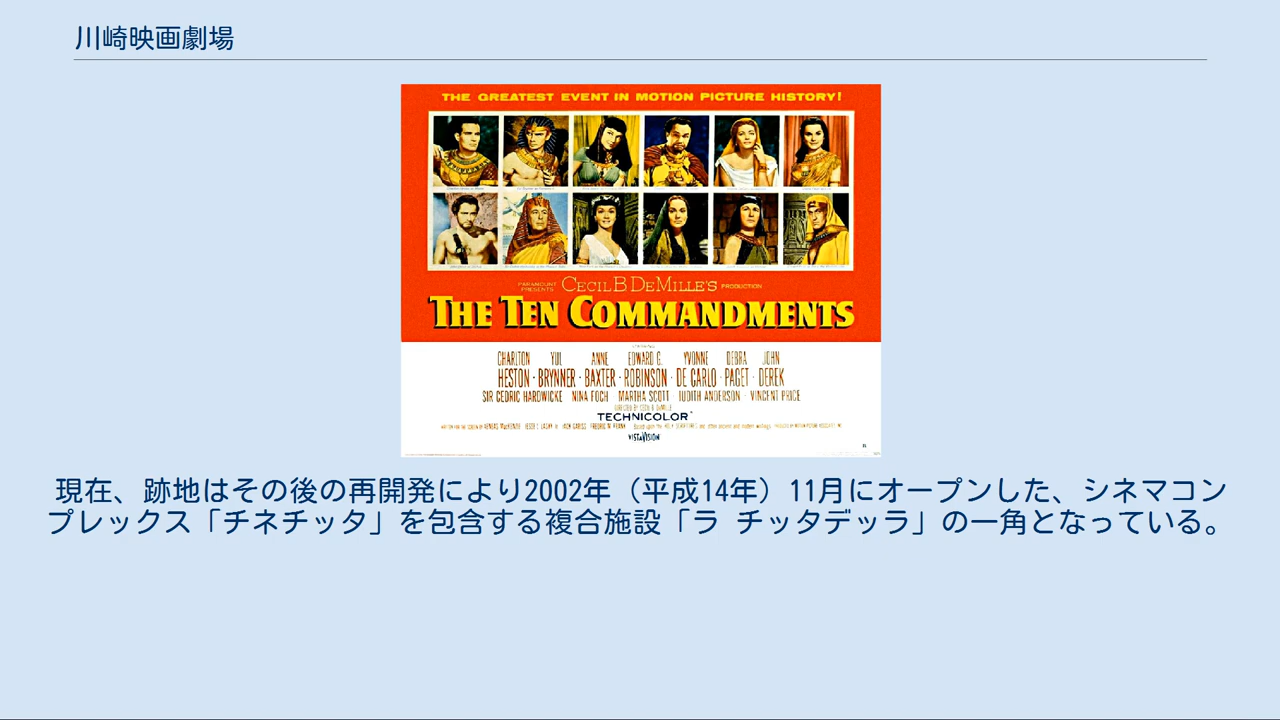 川崎映画劇場
THE GREATEST EVENT IN MOTION PICTURE HISTORY!
PARAMOUNT PRESENTS CECIL B. DEMILLE'S PRODUCTION
THE TEN COMMANDMENTS
CHARLTON YUL ANNE EDWARD G. YVONNE DEBRA JOHN
HESTON · BRYNNER · BAXTER · ROBINSON · DE CARLO · PAGET · DEREK
SIR CEDRIC HARDWICKE NINA FOCH MARTHA SCOTT JUDITH ANDERSON · VINCENT PRICE
DIRECTED BY CECIL B. DEMILLE
TECHNICOLOR
VISTAVISION
現在、跡地はその後の再開発により2002年（平成14年）11月にオープンした、シネマコン
プレックス「チネチッタ」を包含する複合施設「ラ チッタデッラ」の一角となっている。